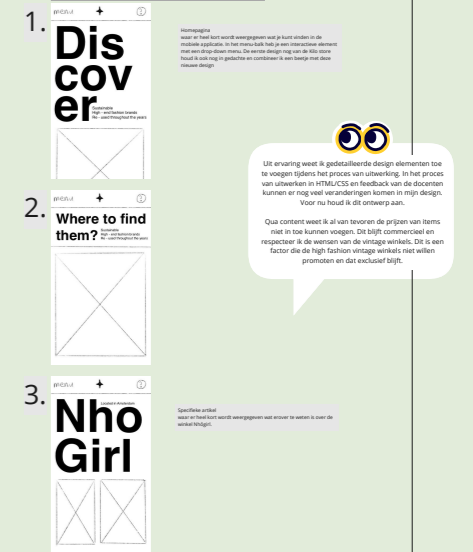 1.
menu
Dis
cov
er
Sustainable
High - end fashion brands
Re - used throughout the years
Homepagina
waar er heel kort wordt weergegeven wat je kunt vinden in de
mobiele applicatie. In het menu-balk heb je een interactieve element
met een drop-down menu. De eerste design nog van de Kilo store
houd ik ook nog in gedachte en combineer ik een beetje met deze
nieuwe design
Uit ervaring weet ik gedetailleerde design elementen toe
te voegen tijdens het proces van uitwerking. In het proces
van uitwerken in HTML/CSS en feedback van de docenten
kunnen er nog veel veranderingen komen in mijn design.
Voor nu houd ik dit ontwerp aan.
Qua content weet ik al van tevoren de prijzen van items
niet in toe kunnen voegen. Dit blijft commercieel en
respecteer ik de wensen van de vintage winkels. Dit is een
factor die de high fashion vintage winkels niet willen
promoten en dat exclusief blijft.
2.
menu
Where to find
them?
Sustainable
High - end fashion brands
Re - used throughout the years
3.
menu
Located in Amsterdam
Nho
Girl
Specifieke artikel
waar er heel kort wordt weergegeven wat erover te weten is over de
winkel Nhógirl.